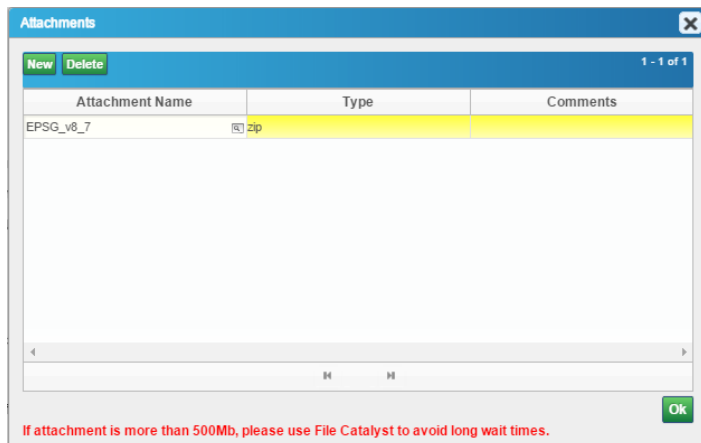 Attachments
New Delete 1 - 1 of 1
Attachment Name Type Comments
EPSG_v8_7 zip
Ok
If attachment is more than 500Mb, please use File Catalyst to avoid long wait times.